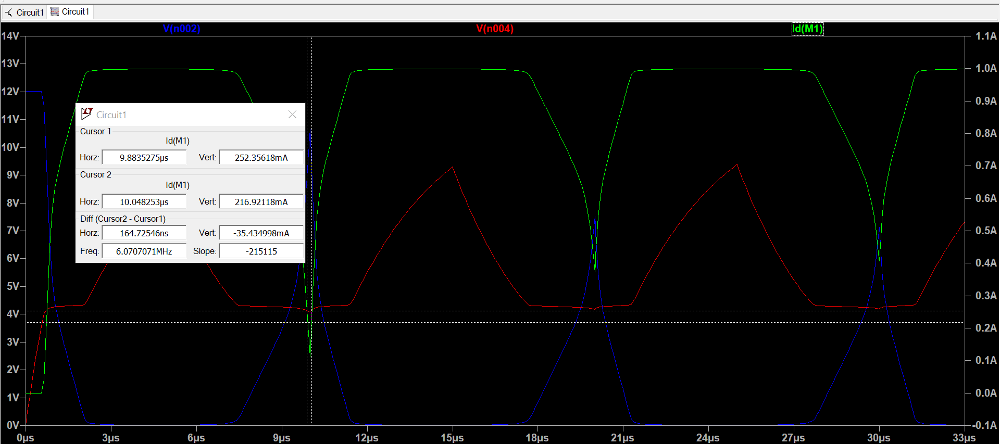 Circuit1 Circuit1
V(n002) V(n004) Id(M1)
14V 1.1A
13V 1.0A
12V 0.9A
11V 0.8A
10V 0.7A
9V 0.6A
8V 0.5A
7V 0.4A
6V 0.3A
5V 0.2A
4V 0.1A
3V 0.0A
2V -0.1A
1V
0V
Circuit1
Cursor 1
Id(M1)
Horz: 9.8835275µs Vert: 252.35618mA
Cursor 2
Id(M1)
Horz: 10.048253µs Vert: 216.92118mA
Diff (Cursor2 - Cursor1)
Horz: 164.72546ns Vert: -35.434998mA
Freq: 6.0707071MHz Slope: -215115
0µs 3µs 6µs 9µs 12µs 15µs 18µs 21µs 24µs 27µs 30µs 33µs